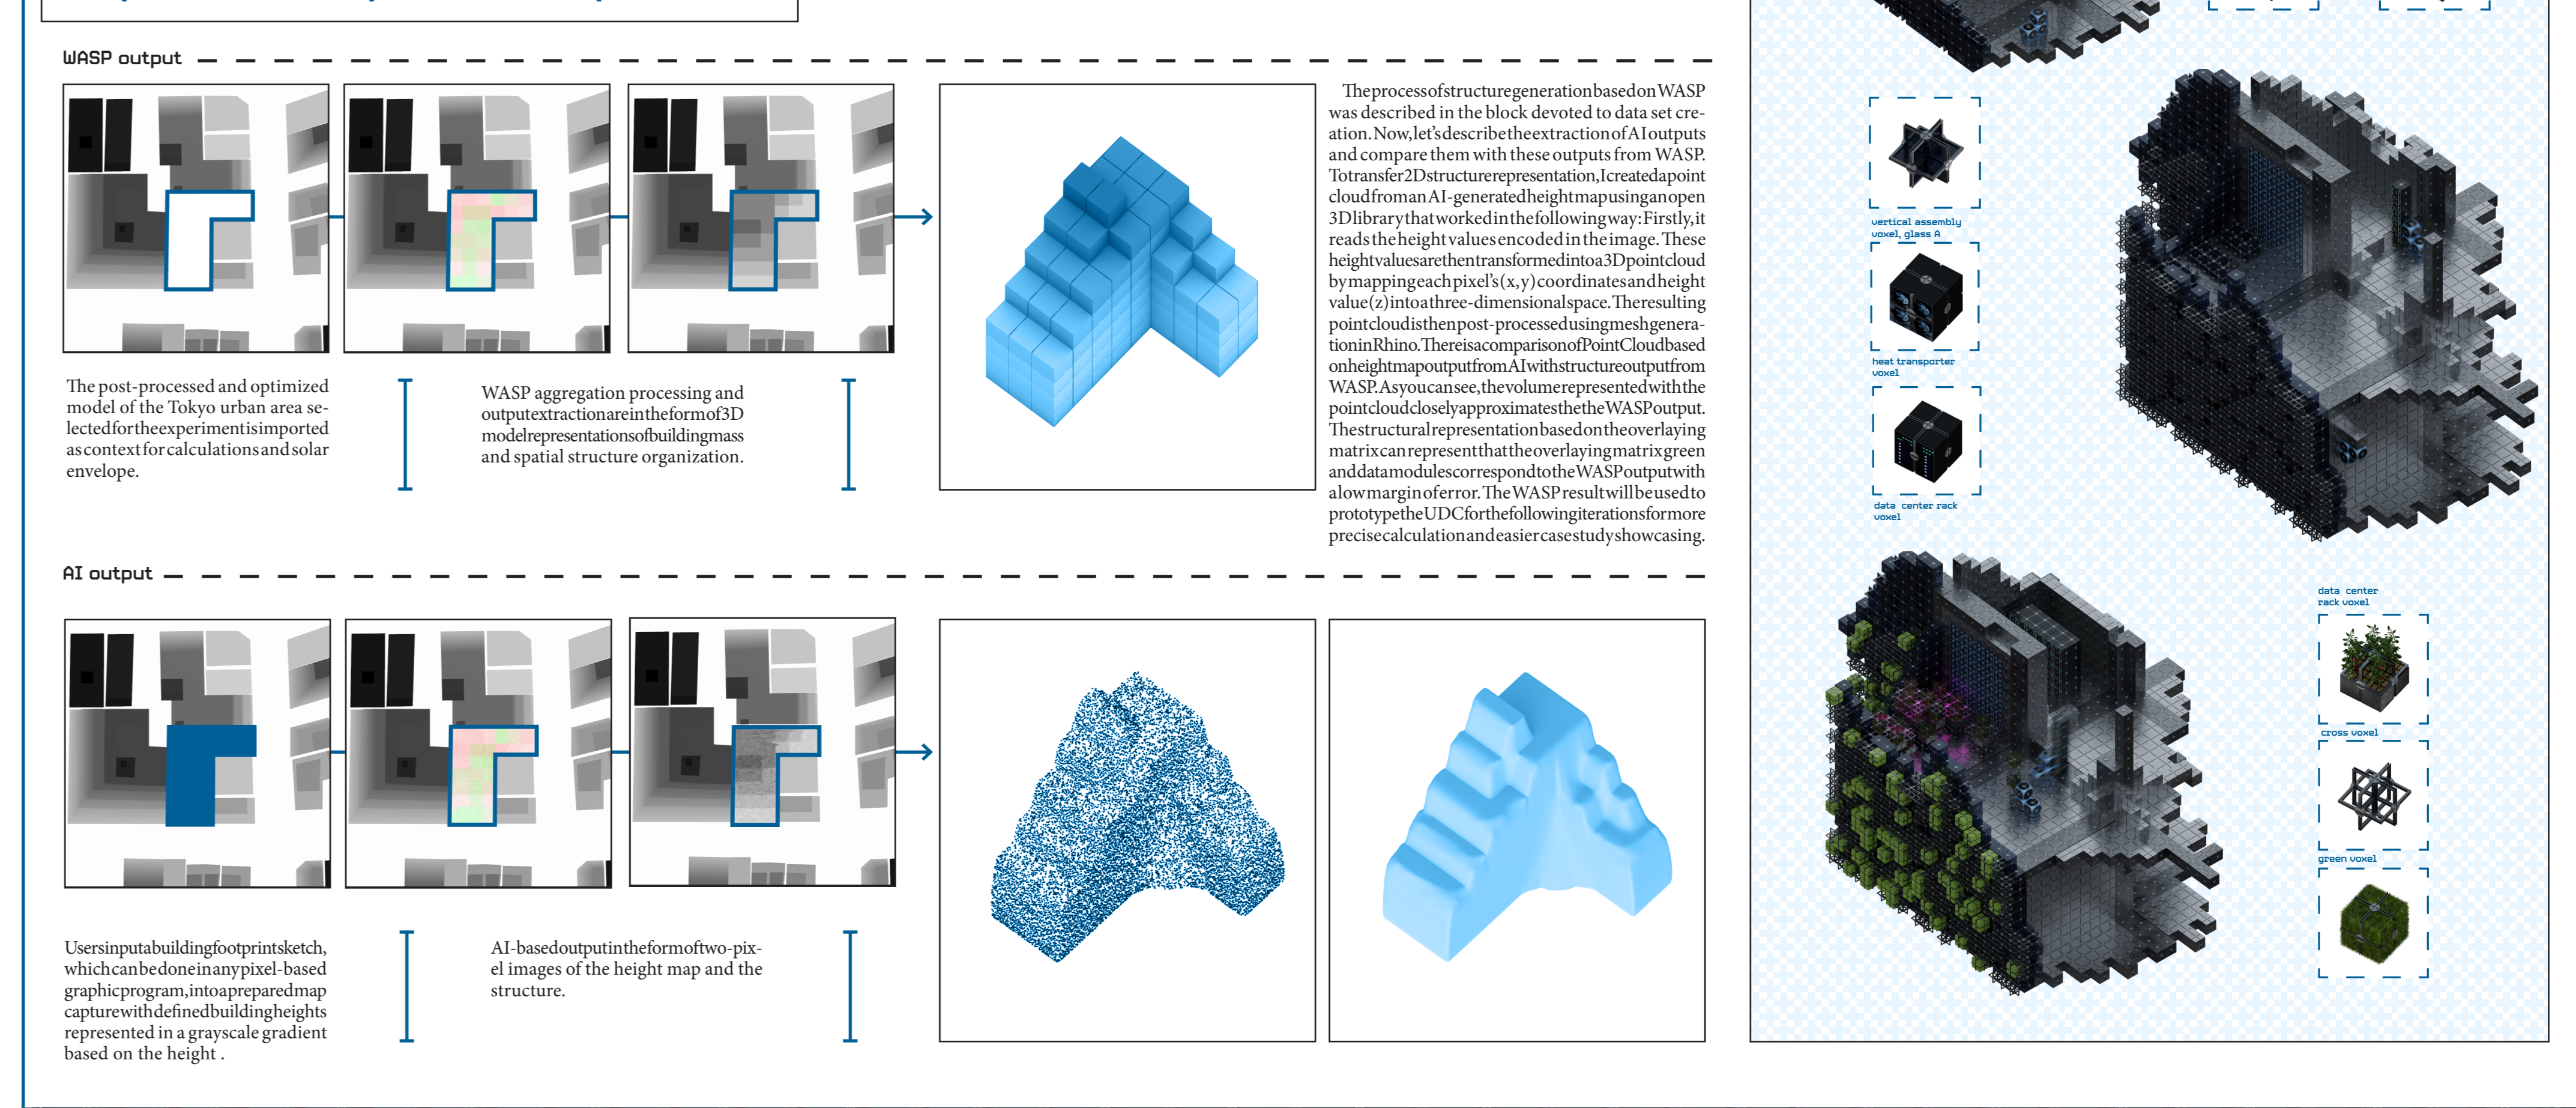 WASP output
The post-processed and optimized
model of the Tokyo urban area se-
lected for the experiment is imported
as context for calculations and solar
envelope.
WASP aggregation processing and
output extraction are in the form of 3D
model representations of building mass
and spatial structure organization.
The process of structure generation based on WASP
was described in the block devoted to data set cre-
ation. Now, let's describe the extraction of AI outputs
and compare them with these outputs from WASP.
To transfer 2D structure representation, I created a point
cloud from an AI-generated height map using an open
3D library that worked in the following way: Firstly, it
reads the height values encoded in the image. These
height values are then transformed into a 3D point cloud
by mapping each pixel's (x, y) coordinates and height
value (z) into a three-dimensional space. The resulting
point cloud is then post-processed using mesh genera-
tion in Rhino. There is a comparison of Point Cloud based
on height map output from AI with structure output from
WASP. As you can see, the volume represented with the
point cloud closely approximates the the WASP output.
The structural representation based on the overlaying
matrix can represent that the overlaying matrix green
and data modules correspond to the WASP output with
a low margin of error. The WASP result will be used to
prototype the UDC for the following iterations for more
precise calculation and easier case study showcasing.
AI output
Users input a building footprint sketch,
which can be done in any pixel-based
graphic program, into a prepared map
capture with defined building heights
represented in a grayscale gradient
based on the height .
AI-based output in the form of two-pix-
el images of the height map and the
structure.
vertical assembly
voxel, glass A
heat transporter
voxel
data center rack
voxel
data center
rack voxel
cross voxel
green voxel